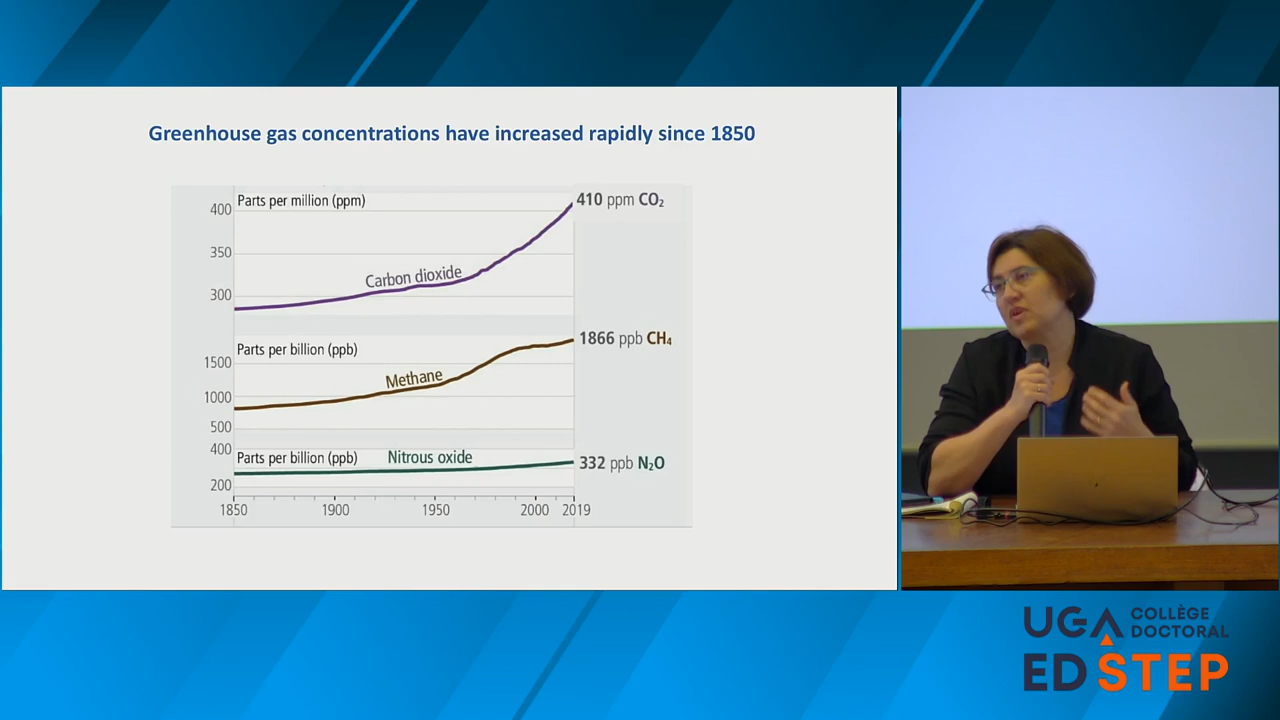 Greenhouse gas concentrations have increased rapidly since 1850
Parts per million (ppm)
410 ppm CO₂
400
350
Carbon dioxide
300
Parts per billion (ppb)
1866 ppb CH₄
1500
Methane
1000
500
400
Parts per billion (ppb)
Nitrous oxide
332 ppb N₂O
200
1850 1900 1950 2000 2019
UGA COLLÈGE DOCTORAL
ED STEP